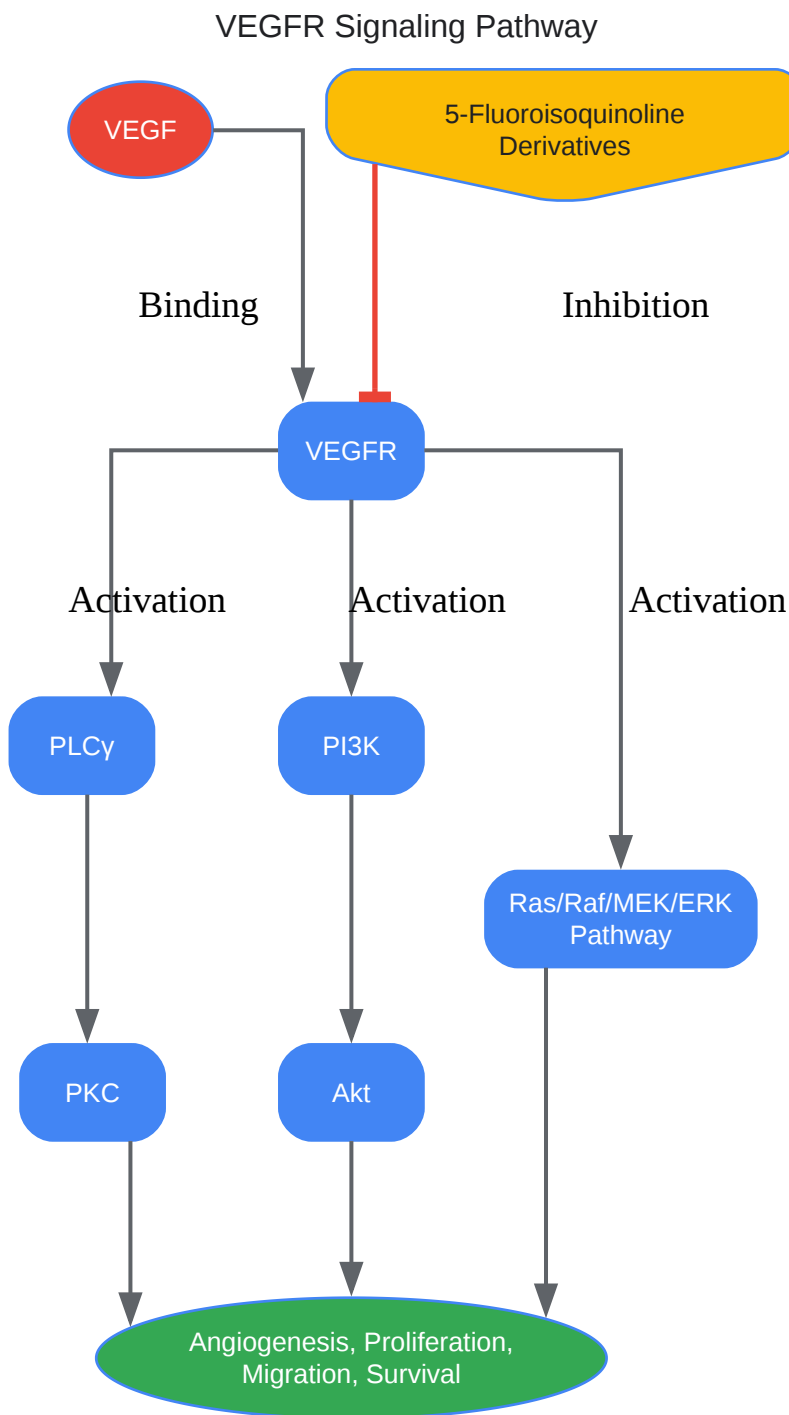 VEGFR Signaling Pathway
VEGF
5-Fluoroisoquinoline
Derivatives
Binding
Inhibition
VEGFR
Activation
Activation
Activation
PLCγ
PI3K
Ras/Raf/MEK/ERK
Pathway
PKC
Akt
Angiogenesis, Proliferation,
Migration, Survival